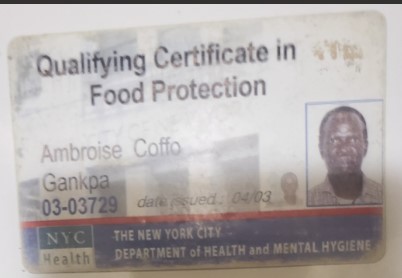 Qualifying Certificate in
Food Protection
Ambroise Coffo
Gankpa
03-03729 date issued: 04/03
NYC
Health
THE NEW YORK CITY
DEPARTMENT of HEALTH and MENTAL HYGIENE